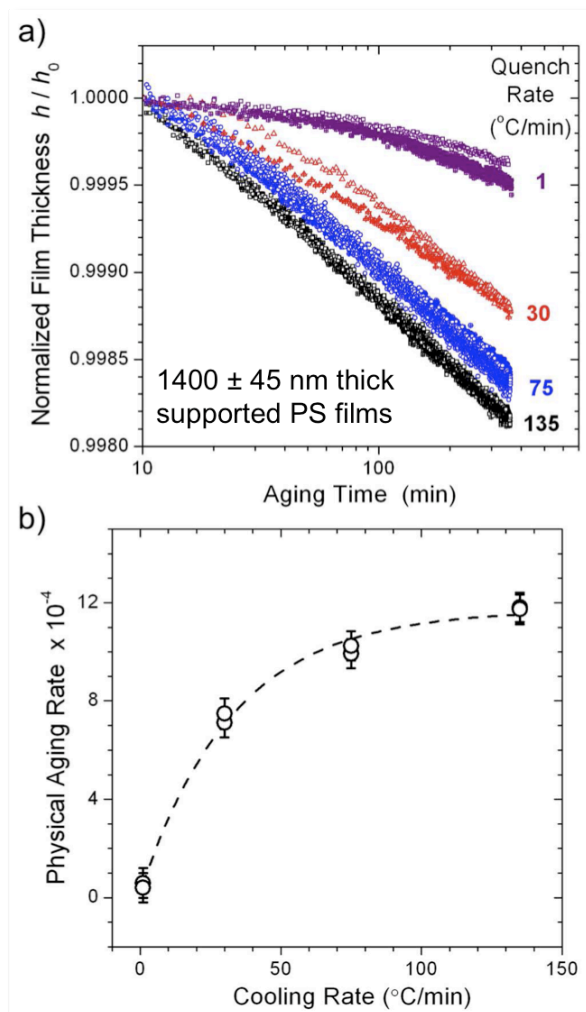 a)
Normalized Film Thickness h / h0
1.0000
0.9995
0.9990
0.9985
0.9980
Quench
Rate
(°C/min)
1
30
75
135
1400 ± 45 nm thick
supported PS films
10
100
Aging Time (min)
b)
Physical Aging Rate x 10-4
12
8
4
0
0
50
100
150
Cooling Rate (°C/min)